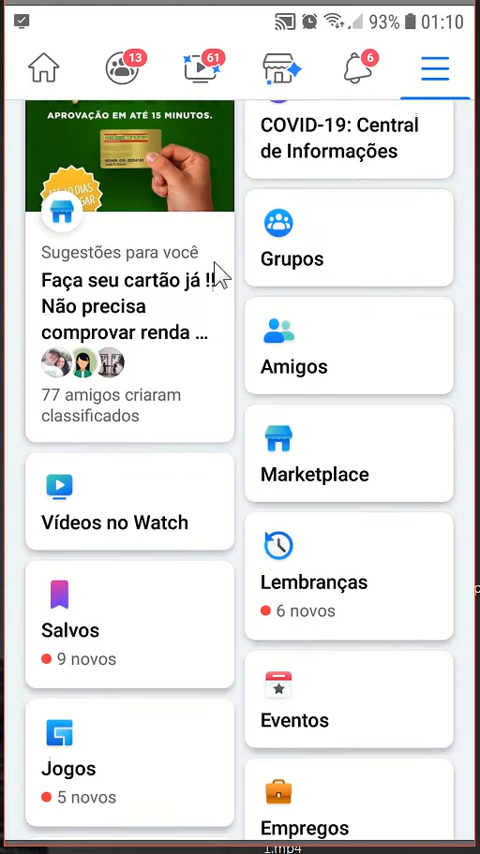 93% 01:10
13
61
6
APROVAÇÃO EM ATÉ 15 MINUTOS.
DIAS
Sugestões para você
Faça seu cartão já !!
Não precisa
comprovar renda ...
77 amigos criaram
classificados
Vídeos no Watch
Salvos
9 novos
Jogos
5 novos
COVID-19: Central
de Informações
Grupos
Amigos
Marketplace
Lembranças
6 novos
Eventos
Empregos
1.mp4